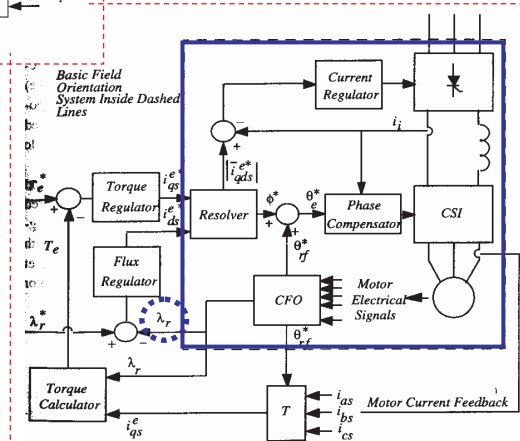 Basic Field
Orientation
System Inside Dashed
Lines
Current
Regulator
i_i
T_e^*
+
−
Torque
Regulator
i_qs^e*
i_ds^e*
|i̅_qds^e*|
−
+
Resolver
ϕ^*
+
+
θ_e^*
Phase
Compensator
CSI
T_e
Flux
Regulator
θ_rf^*
CFO
Motor
Electrical
Signals
λ_r^*
+
−
λ_r
θ_rf^*
λ_r
Torque
Calculator
i_qs^e
T
i_as
i_bs
i_cs
Motor Current Feedback